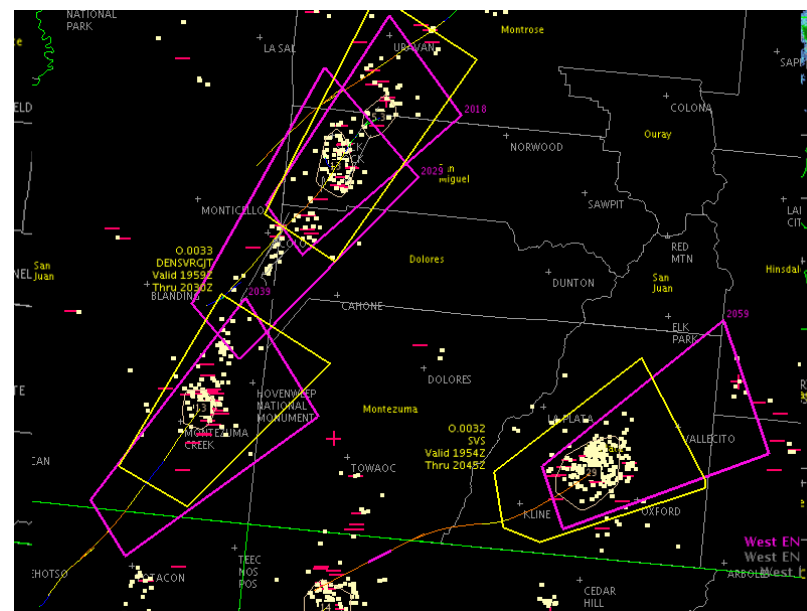 NATIONAL
PARK
Montrose
LA SAL
URAVAN
COLONA
2018
Ouray
NORWOOD
2029
San
Miguel
MONTICELLO
SAWPIT
RED
MTN
O.0033
DENSVRGJT
Valid 1959Z
Thru 2030Z
Dolores
San
Juan
BLANDING
DUNTON
San
Juan
Hinsdal
2039
CAHONE
2059
ELK
PARK
DOLORES
HOVENWEEP
NATIONAL
MONUMENT
Montezuma
LA PLATA
MONTEZUMA
CREEK
O.0032
SVS
Valid 1954Z
Thru 2045Z
VALLECITO
TOWAOC
29
KLINE
OXFORD
West EN
West EN
TEEC
NOS
POS
CEDAR
HILL